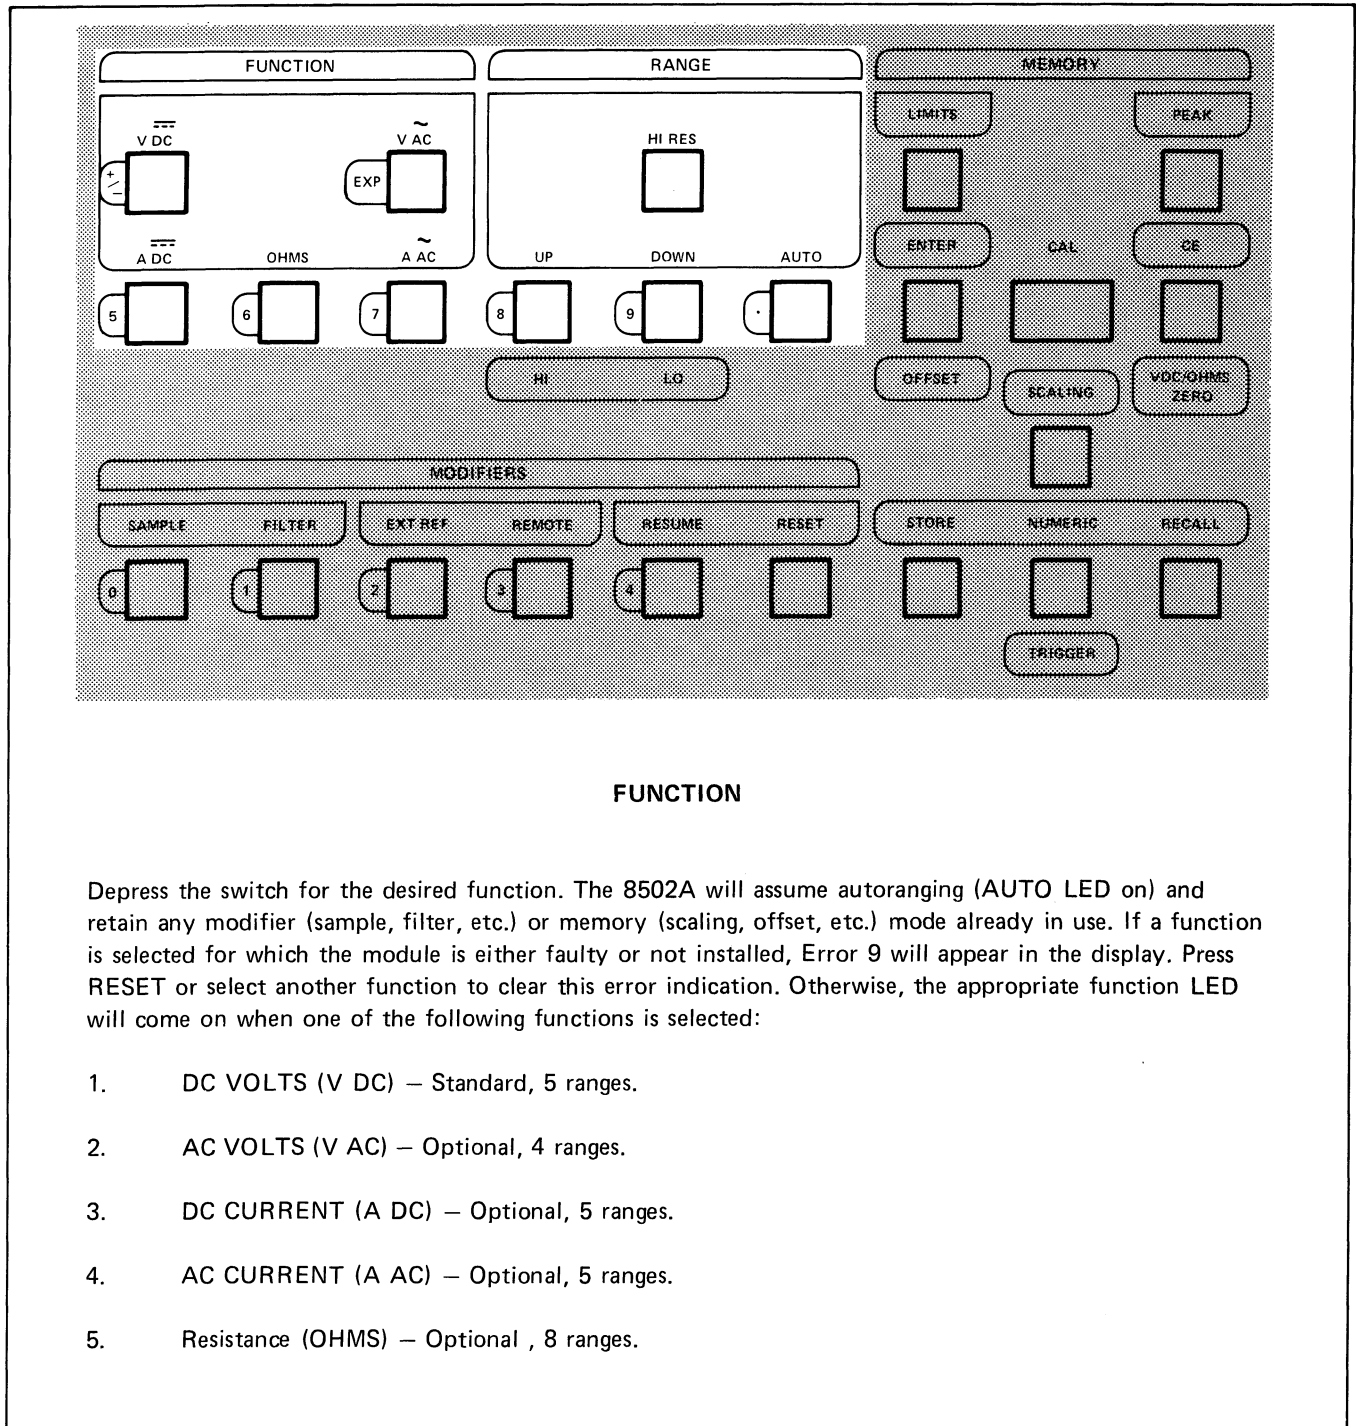 FUNCTION RANGE MEMORY
LIMITS PEAK
V DC V AC HI RES
+/− EXP
ENTER CAL CE
A DC OHMS A AC UP DOWN AUTO
5 6 7 8 9 .
HI LO OFFSET SCALING VDC/OHMS ZERO
MODIFIERS
SAMPLE FILTER EXT REF REMOTE RESUME RESET STORE NUMERIC RECALL
0 1 2 3 4
TRIGGER
FUNCTION
Depress the switch for the desired function. The 8502A will assume autoranging (AUTO LED on) and
retain any modifier (sample, filter, etc.) or memory (scaling, offset, etc.) mode already in use. If a function
is selected for which the module is either faulty or not installed, Error 9 will appear in the display. Press
RESET or select another function to clear this error indication. Otherwise, the appropriate function LED
will come on when one of the following functions is selected:
1. DC VOLTS (V DC) — Standard, 5 ranges.
2. AC VOLTS (V AC) — Optional, 4 ranges.
3. DC CURRENT (A DC) — Optional, 5 ranges.
4. AC CURRENT (A AC) — Optional, 5 ranges.
5. Resistance (OHMS) — Optional , 8 ranges.